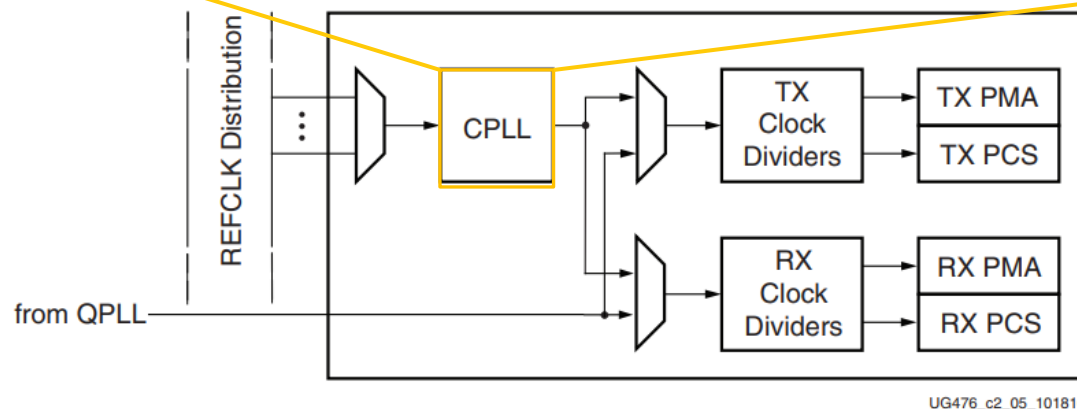 REFCLK Distribution
CPLL
TX
Clock
Dividers
TX PMA
TX PCS
RX
Clock
Dividers
RX PMA
RX PCS
from QPLL
UG476_c2_05_10181